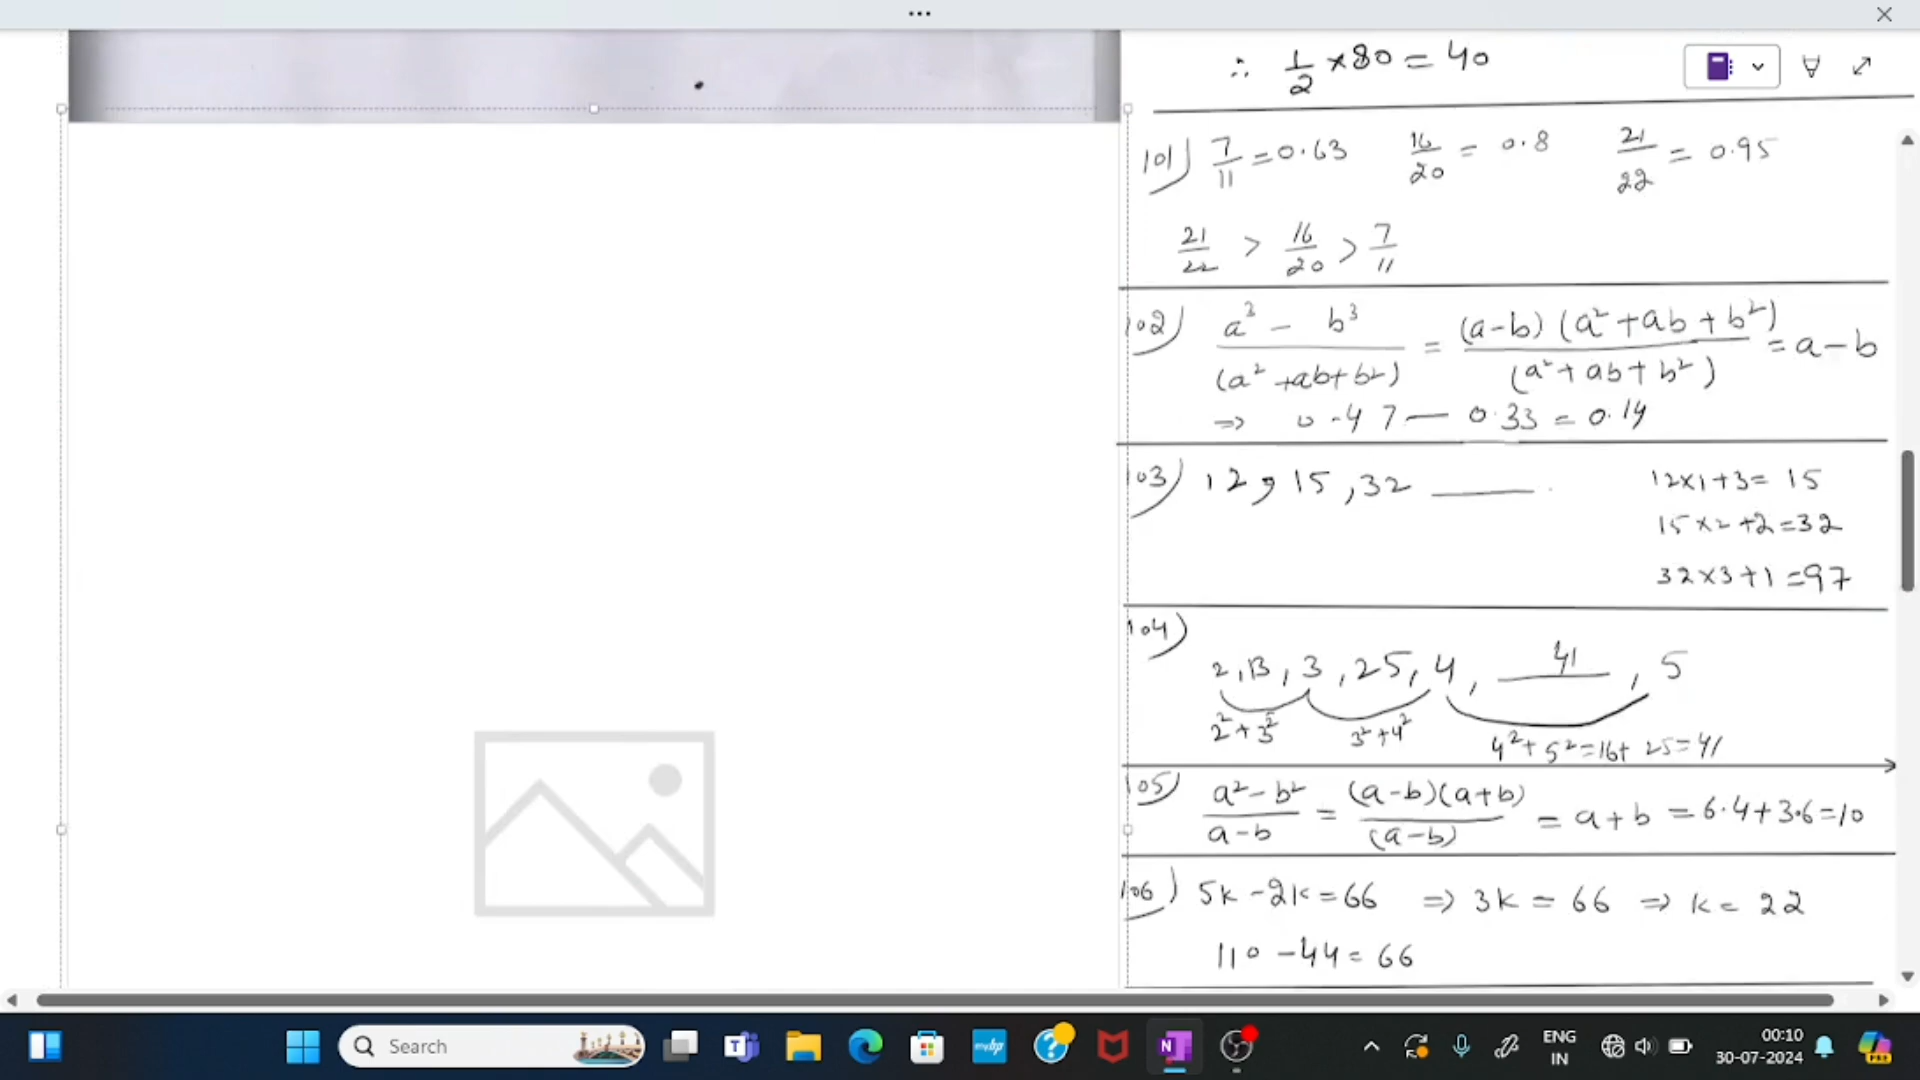 ∴ 1/2 ×80 = 40
101) 7/11 = 0.63 16/20 = 0.8 21/22 = 0.95
21/22 > 16/20 > 7/11
102) a³ - b³/(a² +ab+b²) = (a-b) (a² +ab+b²)/(a²+ab+b²) = a-b
⇒ 0.47 — 0.33 = 0.14
103) 12, 15, 32 ____
12×1+3= 15
15×2+2=32
32×3+1=97
104)
2, 13, 3, 25, 4, 41, 5
2²+3² 3²+4² 4²+5²=16+25=41
105) a²-b²/a-b = (a-b)(a+b)/(a-b) = a+b = 6.4+3.6=10
106) 5k-2k=66 ⇒ 3k = 66 ⇒ k= 22
110 -44= 66
Search
myhp
ENG
IN
00:10
30-07-2024